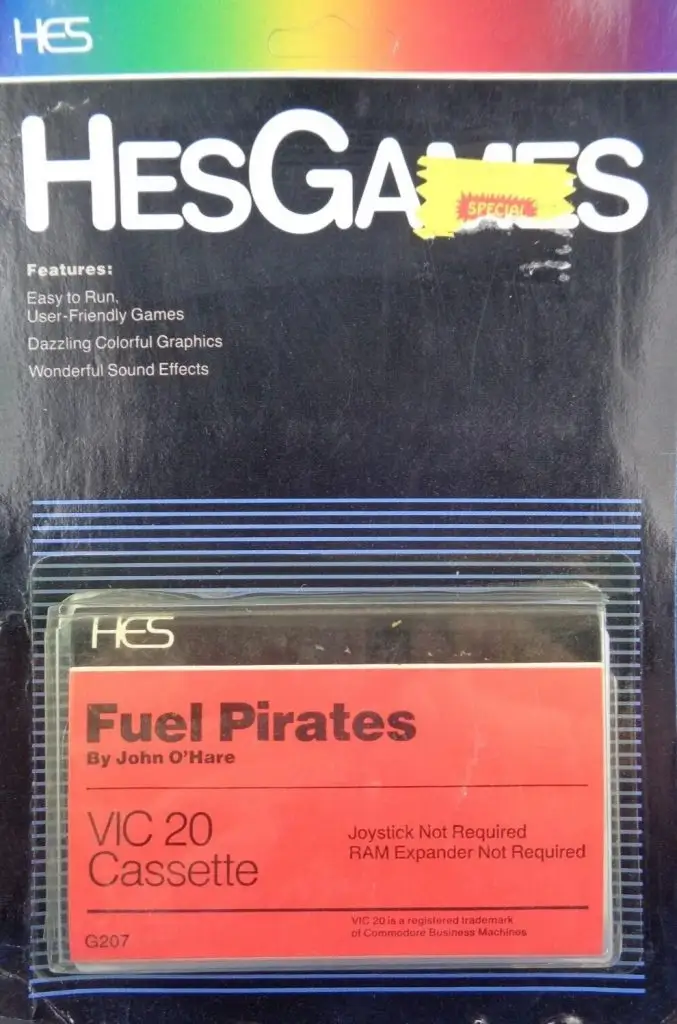 HES
HESGAMES
SPECIAL
Features:
Easy to Run,
User-Friendly Games
Dazzling Colorful Graphics
Wonderful Sound Effects
HES
Fuel Pirates
By John O'Hare
VIC 20
Cassette
Joystick Not Required
RAM Expander Not Required
VIC 20 is a registered trademark
of Commodore Business Machines
G207